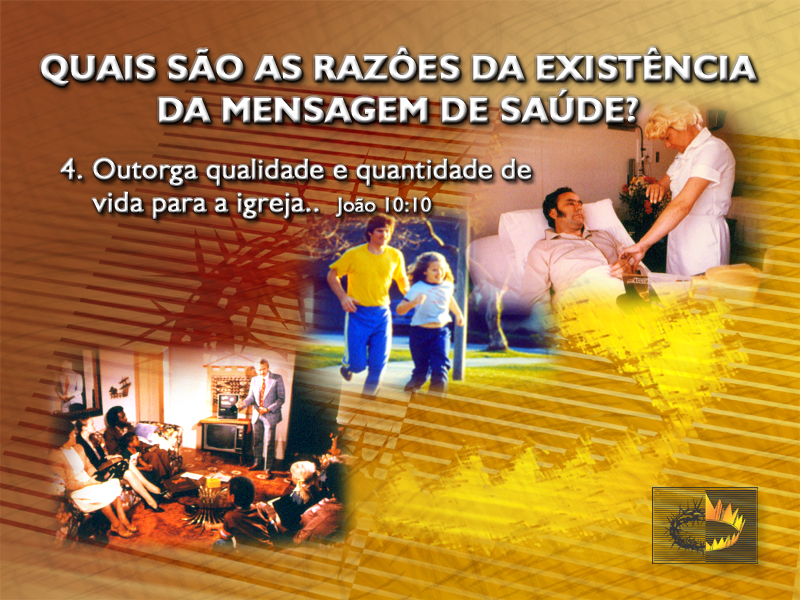 QUAIS SÃO AS RAZÔES DA EXISTÊNCIA
DA MENSAGEM DE SAÚDE?
4. Outorga qualidade e quantidade de
vida para a igreja.. João 10:10